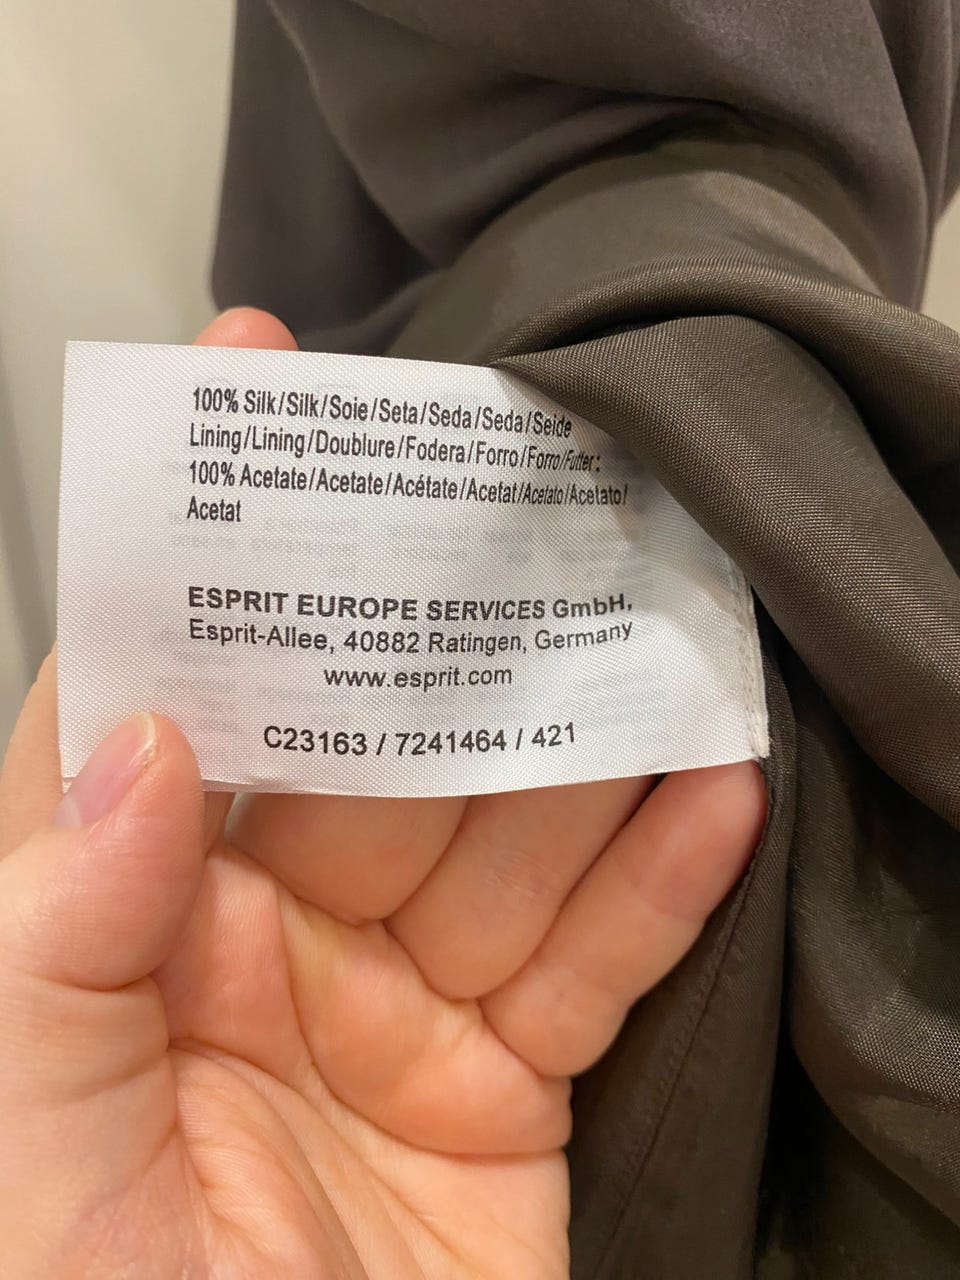 100% Silk/Silk/Soie/Seta/Seda/Seda/Seide
Lining/Lining/Doublure/Fodera/Forro/Forro/Futter:
100% Acetate/Acetate/Acétate/Acetat/Acetato/Acetato/
Acetat
ESPRIT EUROPE SERVICES GmbH,
Esprit-Allee, 40882 Ratingen, Germany
www.esprit.com
C23163 / 7241464 / 421